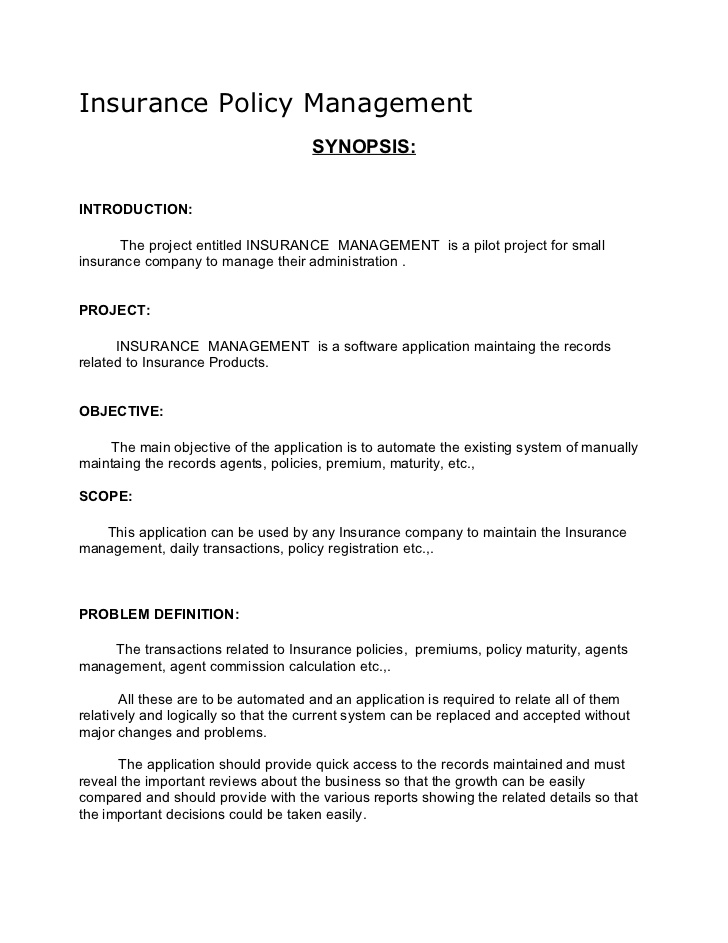 Insurance Policy Management
SYNOPSIS:
INTRODUCTION:
The project entitled INSURANCE  MANAGEMENT  is a pilot project for small
insurance company to manage their administration .
PROJECT:
INSURANCE  MANAGEMENT  is a software application maintaing the records
related to Insurance Products.
OBJECTIVE:
The main objective of the application is to automate the existing system of manually
maintaing the records agents, policies, premium, maturity, etc.,
SCOPE:
This application can be used by any Insurance company to maintain the Insurance
management, daily transactions, policy registration etc.,.
PROBLEM DEFINITION:
The transactions related to Insurance policies,  premiums, policy maturity, agents
management, agent commission calculation etc.,.
All these are to be automated and an application is required to relate all of them
relatively and logically so that the current system can be replaced and accepted without
major changes and problems.
The application should provide quick access to the records maintained and must
reveal the important reviews about the business so that the growth can be easily
compared and should provide with the various reports showing the related details so that
the important decisions could be taken easily.